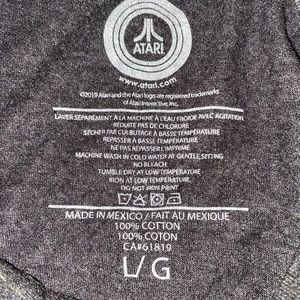 ATARI
www.atari.com
©2019 Atari and the Atari logo are registered trademarks
of Atari Interactive, Inc.
LAVER SÉPARÉMENT À LA MACHINE À L'EAU FROIDE AVEC AGITATION
RÉDUITE PAS DE CHLORURE
SÉCHER PAR CULBUTAGE À BASSE TEMPÉRATURE
REPASSER À BASSE TEMPÉRATURE
NE PAS REPASSER L'IMPRIMÉ
MACHINE WASH IN COLD WATER AT GENTLE SETTING
NO BLEACH
TUMBLE DRY AT LOW TEMPERATURE
IRON AT LOW TEMPERATURE
DO NOT IRON PRINT
MADE IN MEXICO / FAIT AU MEXIQUE
100% COTTON
100% COTON
CA#61819
L/G